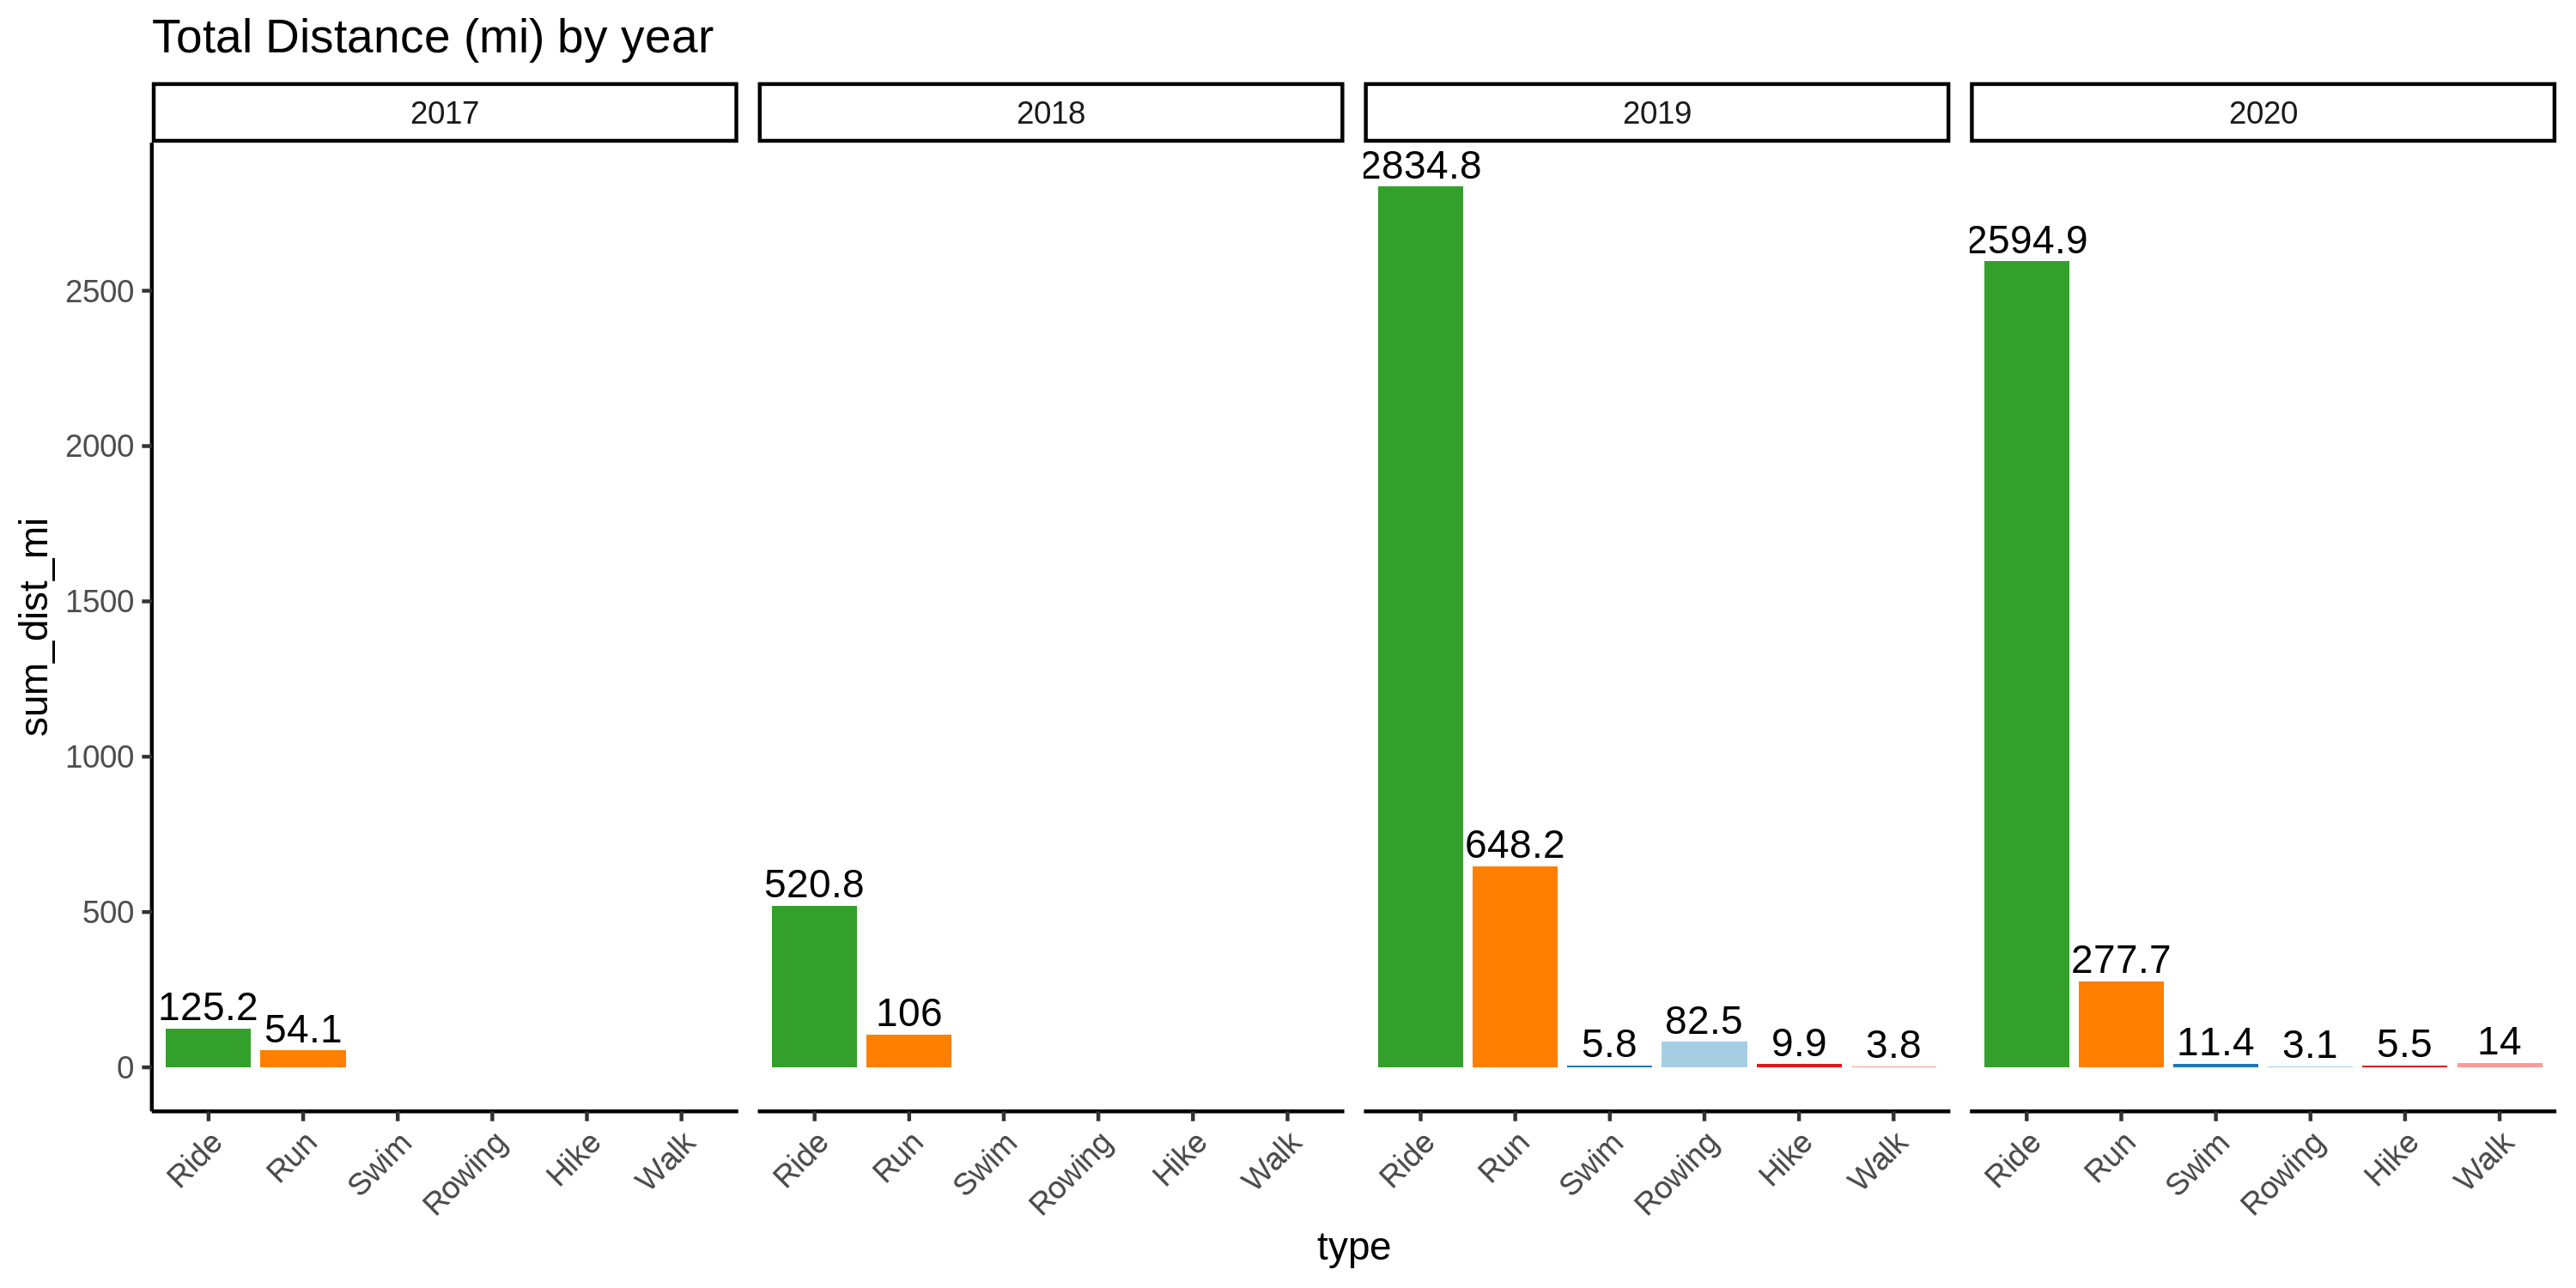 Total Distance (mi) by year
2017 2018 2019 2020
sum_dist_mi
2500
2000
1500
1000
500
0
125.2 54.1
520.8 106
2834.8 648.2 5.8 82.5 9.9 3.8
2594.9 277.7 11.4 3.1 5.5 14
Ride Run Swim Rowing Hike Walk
Ride Run Swim Rowing Hike Walk
Ride Run Swim Rowing Hike Walk
Ride Run Swim Rowing Hike Walk
type